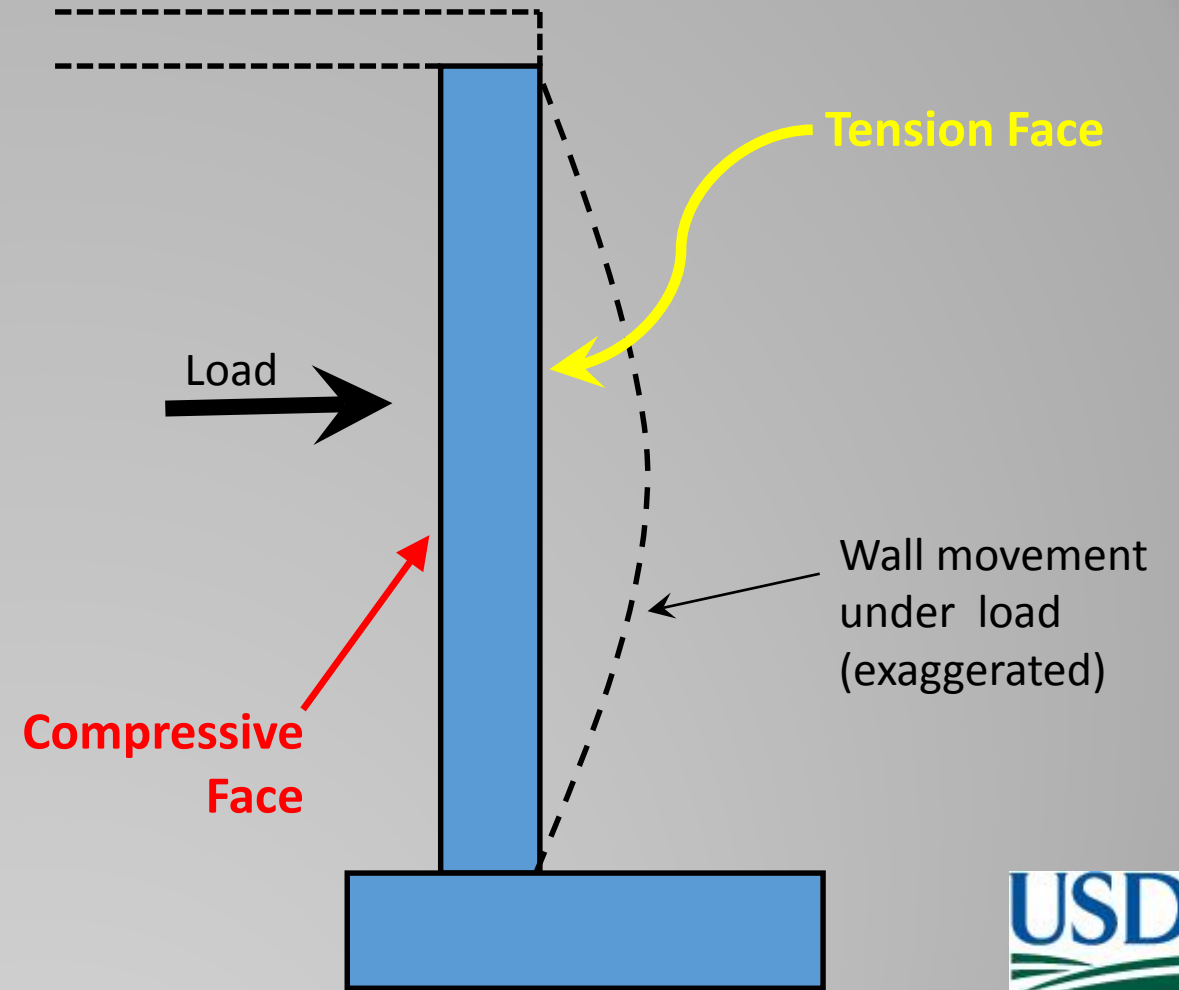 Tension Face
Load
Wall movement
under load
(exaggerated)
Compressive
Face
USD